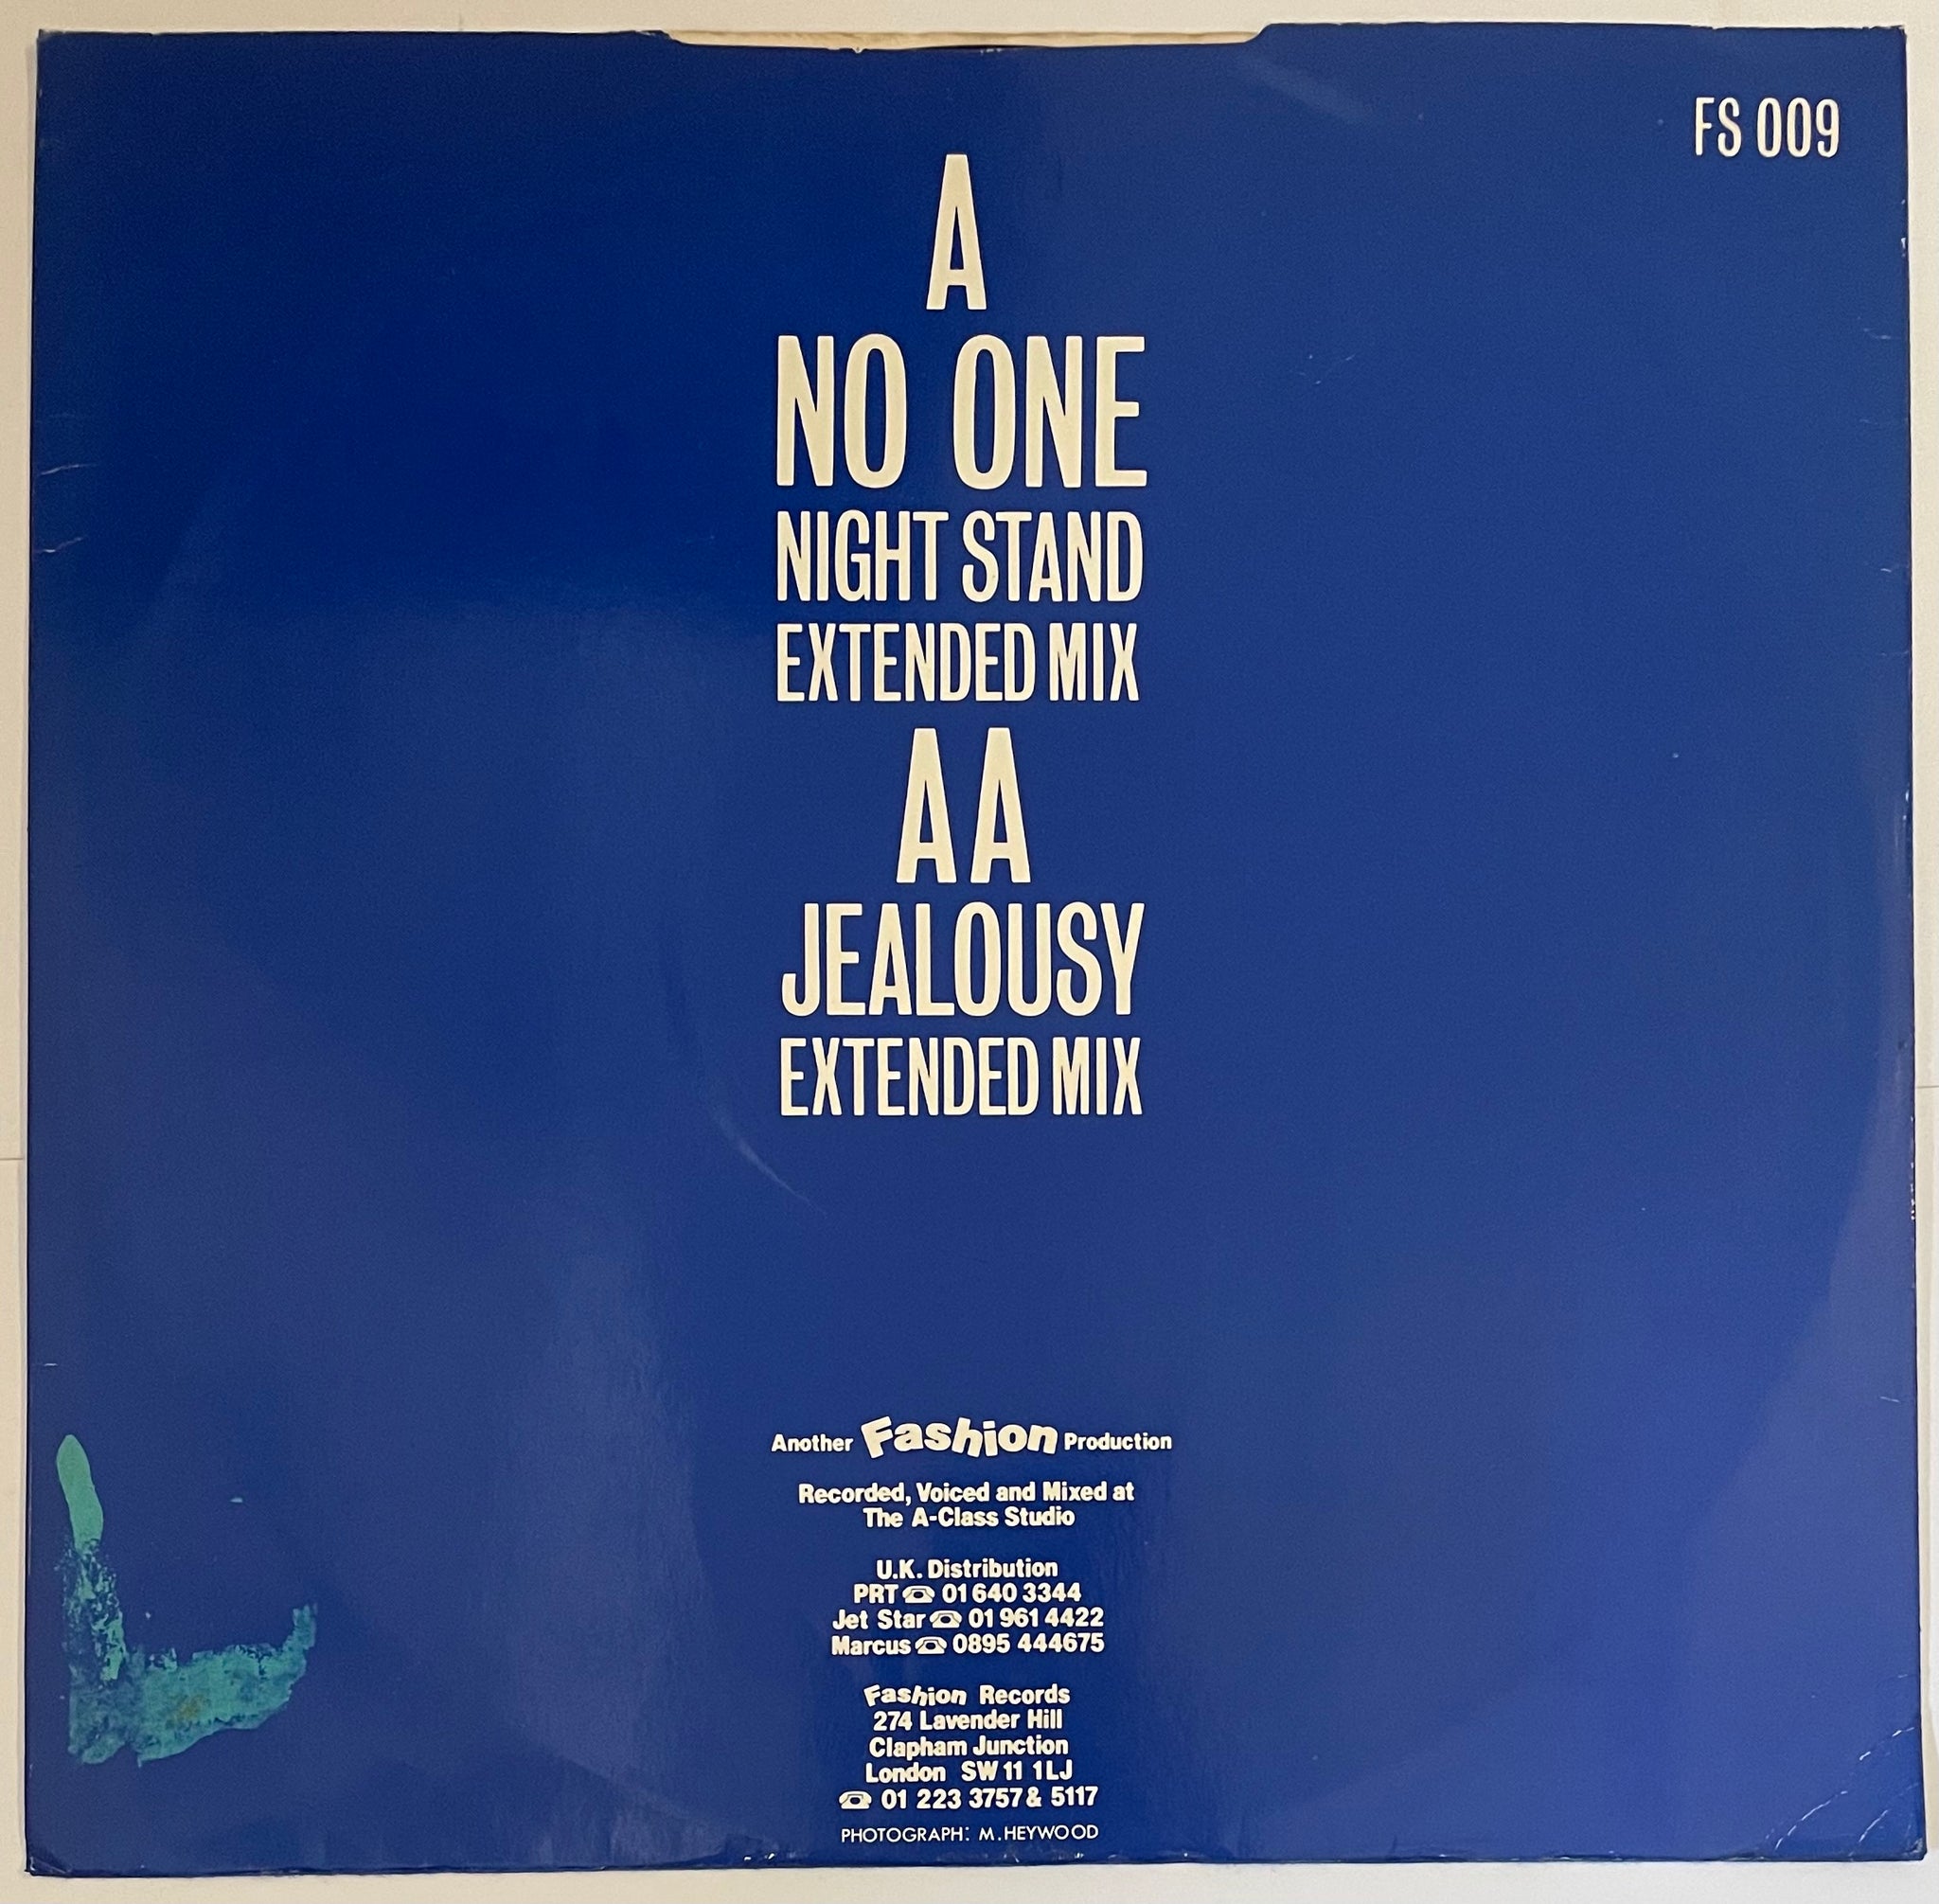 FS 009
A
NO ONE
NIGHT STAND
EXTENDED MIX
AA
JEALOUSY
EXTENDED MIX
Another Fashion Production
Recorded, Voiced and Mixed at
The A-Class Studio
U.K. Distribution
PRT ☎ 01 640 3344
Jet Star ☎ 01 961 4422
Marcus ☎ 0895 444675
Fashion Records
274 Lavender Hill
Clapham Junction
London SW11 1LJ
☎ 01 223 3757 & 5117
PHOTOGRAPH: M.HEYWOOD